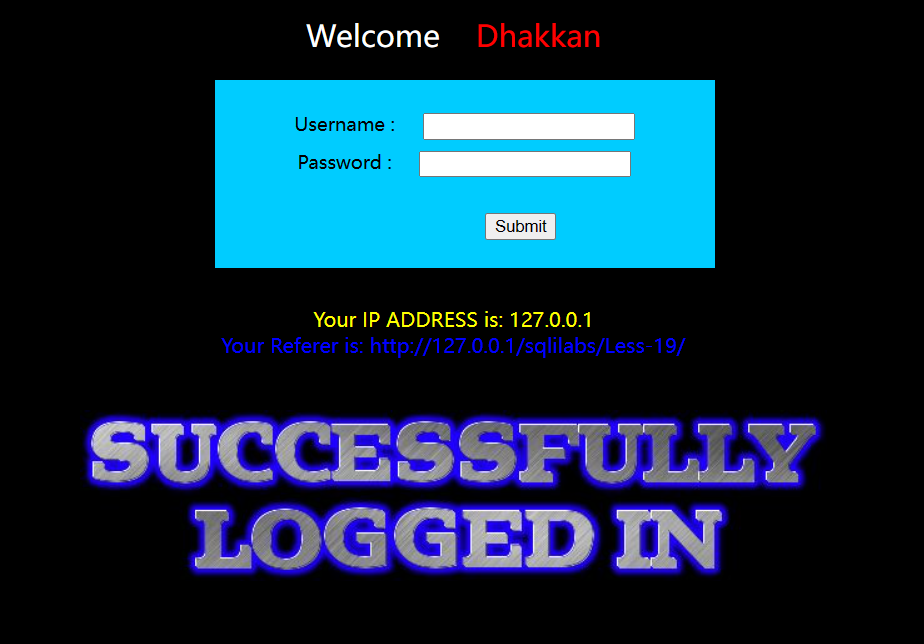 Welcome Dhakkan
Username :
Password :
Submit
Your IP ADDRESS is: 127.0.0.1
Your Referer is: http://127.0.0.1/sqlilabs/Less-19/
SUCCESSFULLY
LOGGED IN